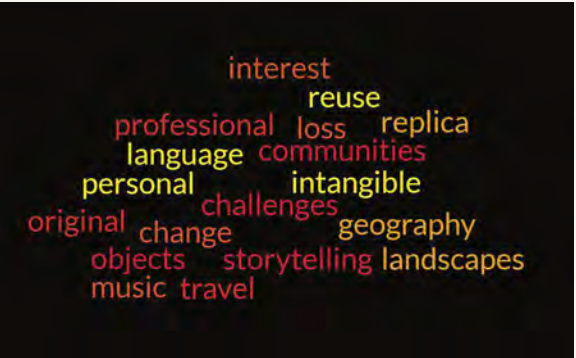 interest
reuse
professional loss replica
language communities
personal intangible
challenges
original change geography
objects storytelling landscapes
music travel